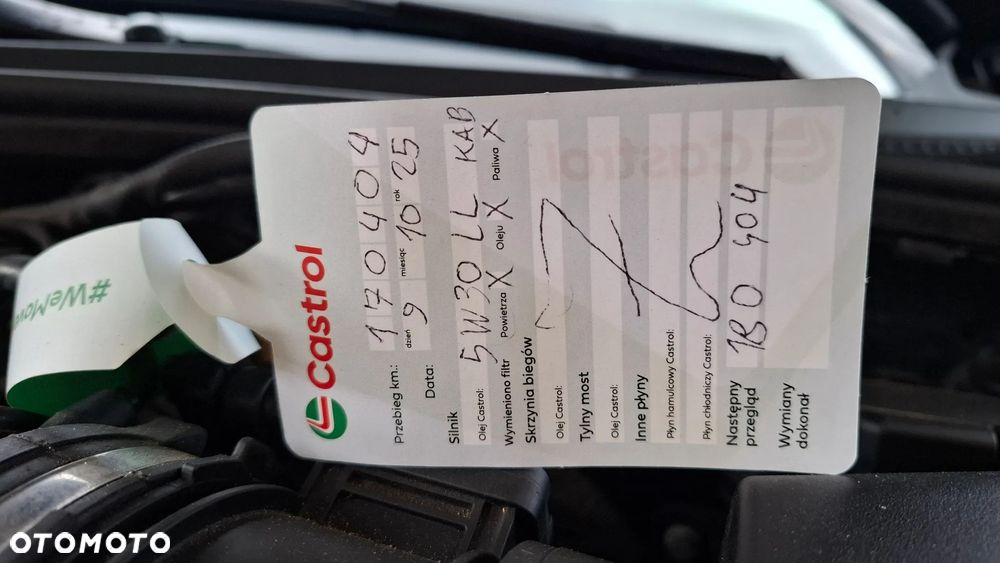 Castrol
Przebieg km.: 170404
dzień 9 miesiąc 10 rok 25
Data:
Silnik
Olej Castrol: 5W30 LL KAB
Wymieniono filtr Powietrza X Oleju X Paliwa X
Skrzynia biegów
Olej Castrol:
Tylny most
Olej Castrol:
Inne płyny
Płyn hamulcowy Castrol:
Płyn chłodniczy Castrol:
Następny
przegląd 180 404
Wymiany
dokonał
Castrol
OTOMOTO